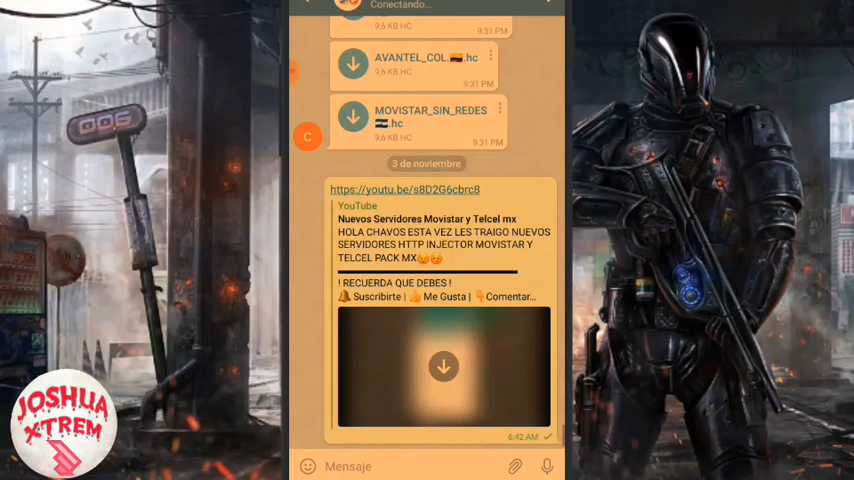 Conectando...
9,6 KB HC
9:31 PM
AVANTEL_COL.🇨🇴.hc
9,6 KB HC
9:31 PM
MOVISTAR_SIN_REDES
🇸🇻.hc
9,6 KB HC
9:31 PM
C
3 de noviembre
https://youtu.be/s8D2G6cbrc8
YouTube
Nuevos Servidores Movistar y Telcel mx
HOLA CHAVOS ESTA VEZ LES TRAIGO NUEVOS
SERVIDORES HTTP INJECTOR MOVISTAR Y
TELCEL PACK MX
! RECUERDA QUE DEBES !
🔔 Suscribirte | 👍 Me Gusta | 👇Comentar...
6:42 AM
Mensaje
006
JOSHUA
XTREM